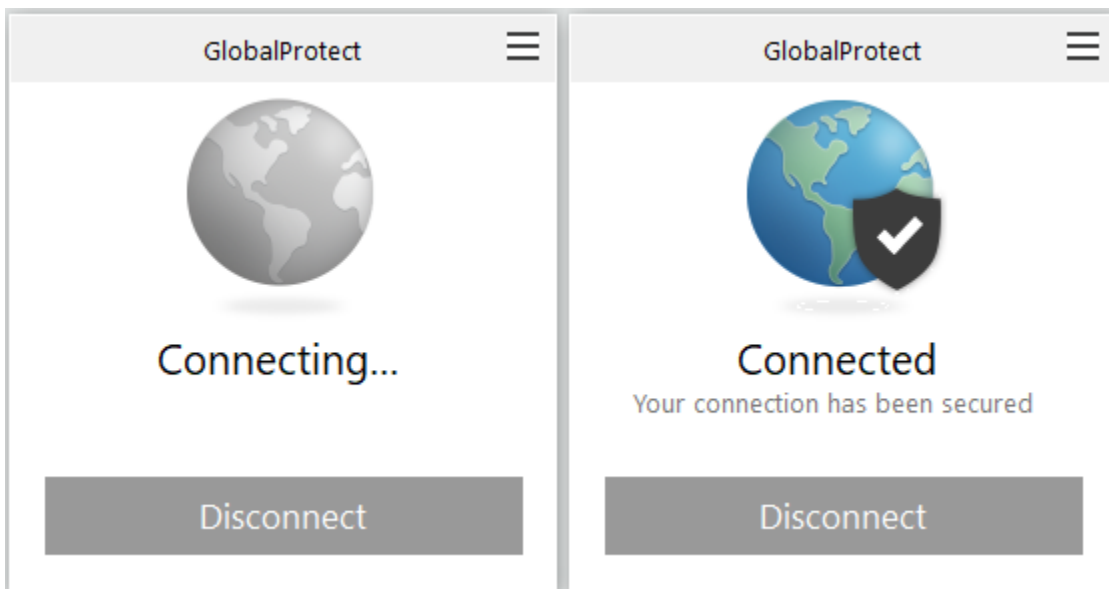 GlobalProtect
Connecting...
Disconnect
GlobalProtect
Connected
Your connection has been secured
Disconnect